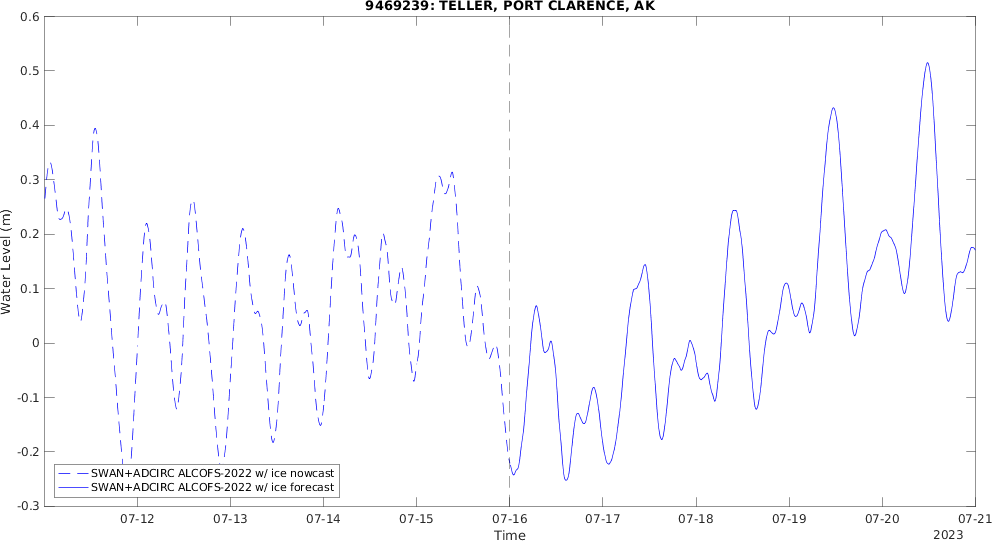 9469239: TELLER, PORT CLARENCE, AK
Water Level (m)
0.6
0.5
0.4
0.3
0.2
0.1
0
-0.1
-0.2
-0.3
SWAN+ADCIRC ALCOFS-2022 w/ ice nowcast
SWAN+ADCIRC ALCOFS-2022 w/ ice forecast
07-12 07-13 07-14 07-15 07-16 07-17 07-18 07-19 07-20 07-21
Time
2023